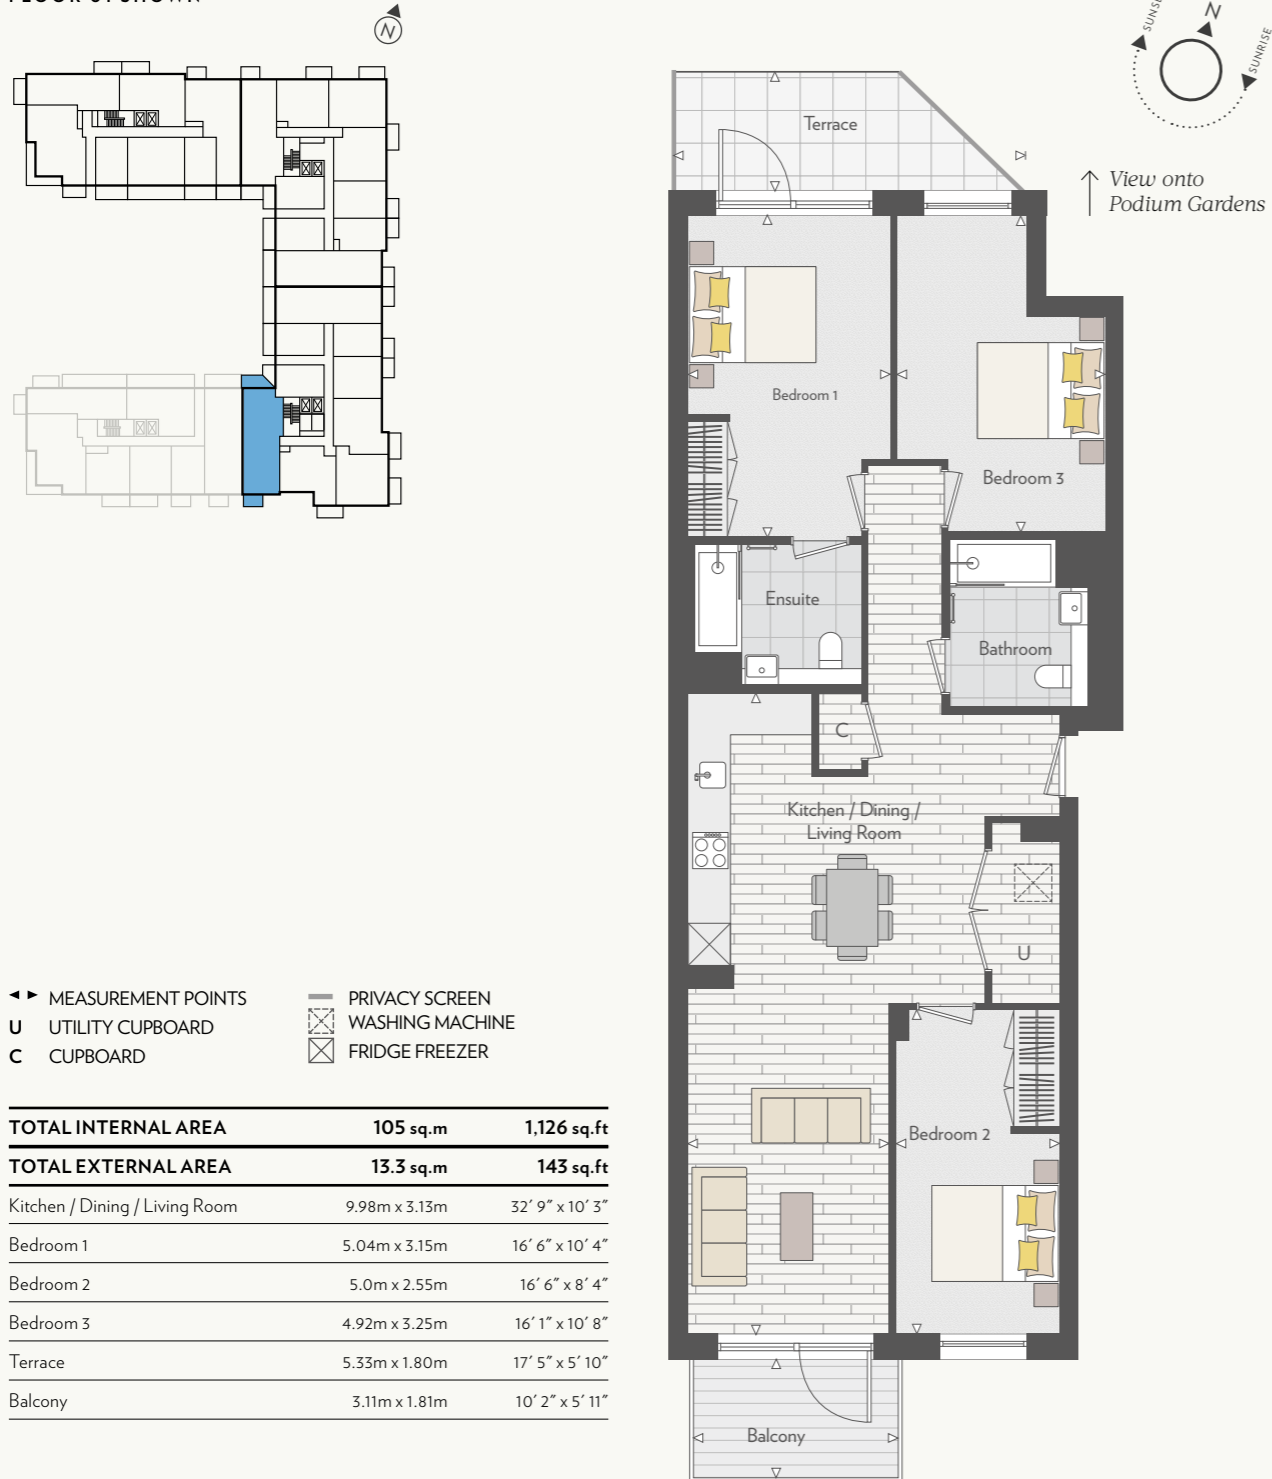 N
SUNSET
N
SUNRISE
Terrace
View onto
Podium Gardens
Bedroom 1
Bedroom 3
Ensuite
Bathroom
C
Kitchen / Dining /
Living Room
U
Bedroom 2
Balcony
MEASUREMENT POINTS
U UTILITY CUPBOARD
C CUPBOARD
PRIVACY SCREEN
WASHING MACHINE
FRIDGE FREEZER
TOTAL INTERNAL AREA 105 sq.m 1,126 sq.ft
TOTAL EXTERNAL AREA 13.3 sq.m 143 sq.ft
Kitchen / Dining / Living Room 9.98m x 3.13m 32′ 9″ x 10′ 3″
Bedroom 1 5.04m x 3.15m 16′ 6″ x 10′ 4″
Bedroom 2 5.0m x 2.55m 16′ 6″ x 8′ 4″
Bedroom 3 4.92m x 3.25m 16′ 1″ x 10′ 8″
Terrace 5.33m x 1.80m 17′ 5″ x 5′ 10″
Balcony 3.11m x 1.81m 10′ 2″ x 5′ 11″